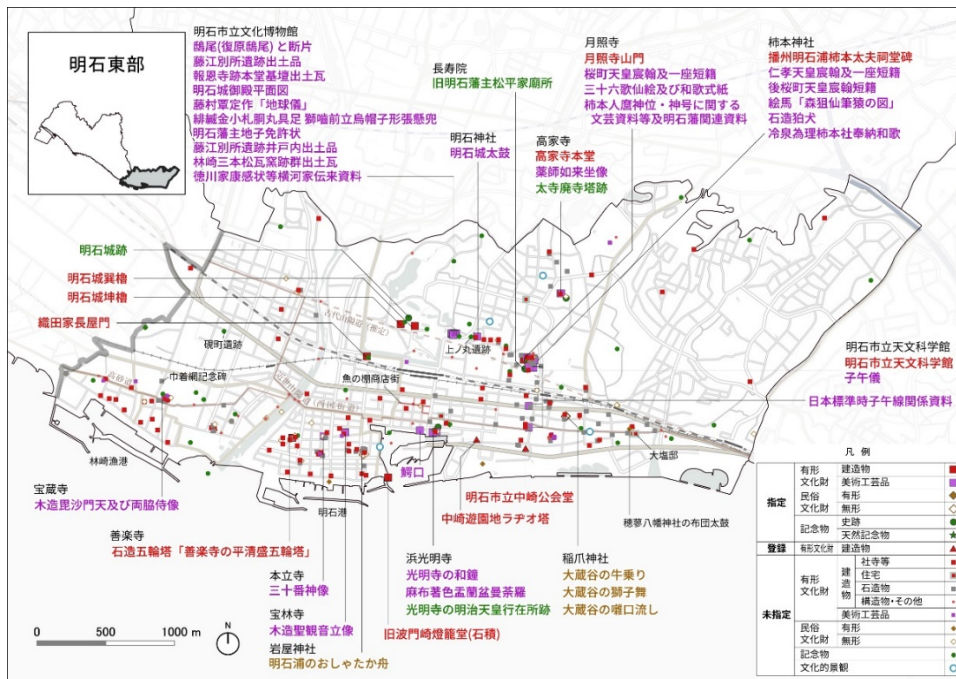 明石東部
明石市立文化博物館
鴟尾(復原鴟尾)と断片
藤江別所遺跡出土品
報恩寺跡本堂基壇出土瓦
明石城御殿平面図
藤村覃定作「地球儀」
緋縅金小札胴丸具足 獅嚙前立烏帽子形張懸兜
明石藩主地子免許状
藤江別所遺跡井戸内出土品
林崎三本松瓦窯跡群出土瓦
徳川家康感状等横河家伝来資料
長寿院
旧明石藩主松平家廟所
明石神社
明石城太鼓
月照寺
月照寺山門
桜町天皇宸翰及一座短籍
三十六歌仙絵及び和歌式紙
柿本人麿神位・神号に関する
文芸資料等及明石藩関連資料
高家寺
高家寺本堂
薬師如来坐像
太寺廃寺塔跡
柿本神社
播州明石浦柿本太夫祠堂碑
仁孝天皇宸翰及一座短籍
後桜町天皇宸翰短籍
絵馬「森狙仙筆猿の図」
石造狛犬
冷泉為理柿本社奉納和歌
明石城跡
明石城巽櫓
明石城坤櫓
織田家長屋門
古代山陽道(推定)
硯町遺跡
上ノ丸遺跡
巾着網記念碑
魚の棚商店街
西国街道
明石市立天文科学館
明石市立天文科学館
子午儀
日本標準時子午線関係資料
林崎漁港
明石港
鰐口
大塩邸
宝蔵寺
木造毘沙門天及び両脇侍像
明石市立中崎公会堂
中崎遊園地ラヂオ塔
穂蓼八幡神社の布団太鼓
善楽寺
石造五輪塔「善楽寺の平清盛五輪塔」
本立寺
三十番神像
宝林寺
木造聖観音立像
岩屋神社
明石浦のおしゃたか舟
浜光明寺
光明寺の和鐘
麻布著色盂蘭盆曼荼羅
光明寺の明治天皇行在所跡
旧波門崎燈籠堂(石積)
稲爪神社
大蔵谷の牛乗り
大蔵谷の獅子舞
大蔵谷の囃口流し
0 500 1000 m
N
凡 例
指定 有形文化財 建造物
美術工芸品
民俗文化財 有形
無形
記念物 史跡
天然記念物
登録 有形文化財 建造物
未指定 有形文化財 建造物 社寺等
住宅
石造物
構造物・その他
美術工芸品
民俗文化財 有形
無形
記念物
文化的景観